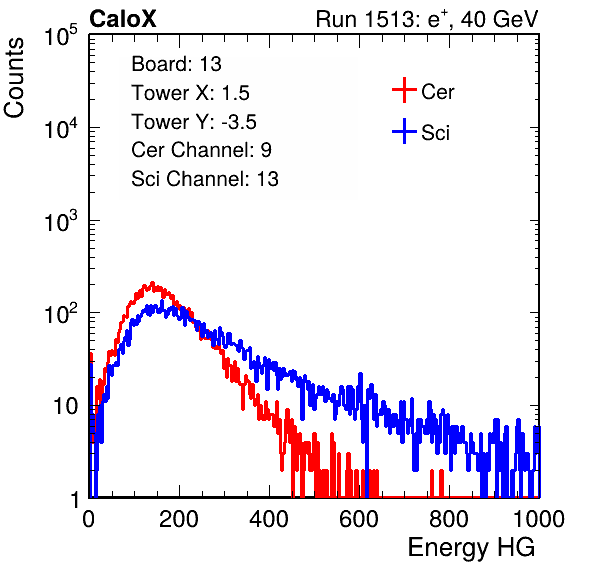 CaloX Run 1513: e⁺, 40 GeV
Counts
10⁵
10⁴
10³
10²
10
1
Board: 13
Tower X: 1.5
Tower Y: -3.5
Cer Channel: 9
Sci Channel: 13
Cer
Sci
0 200 400 600 800 1000
Energy HG